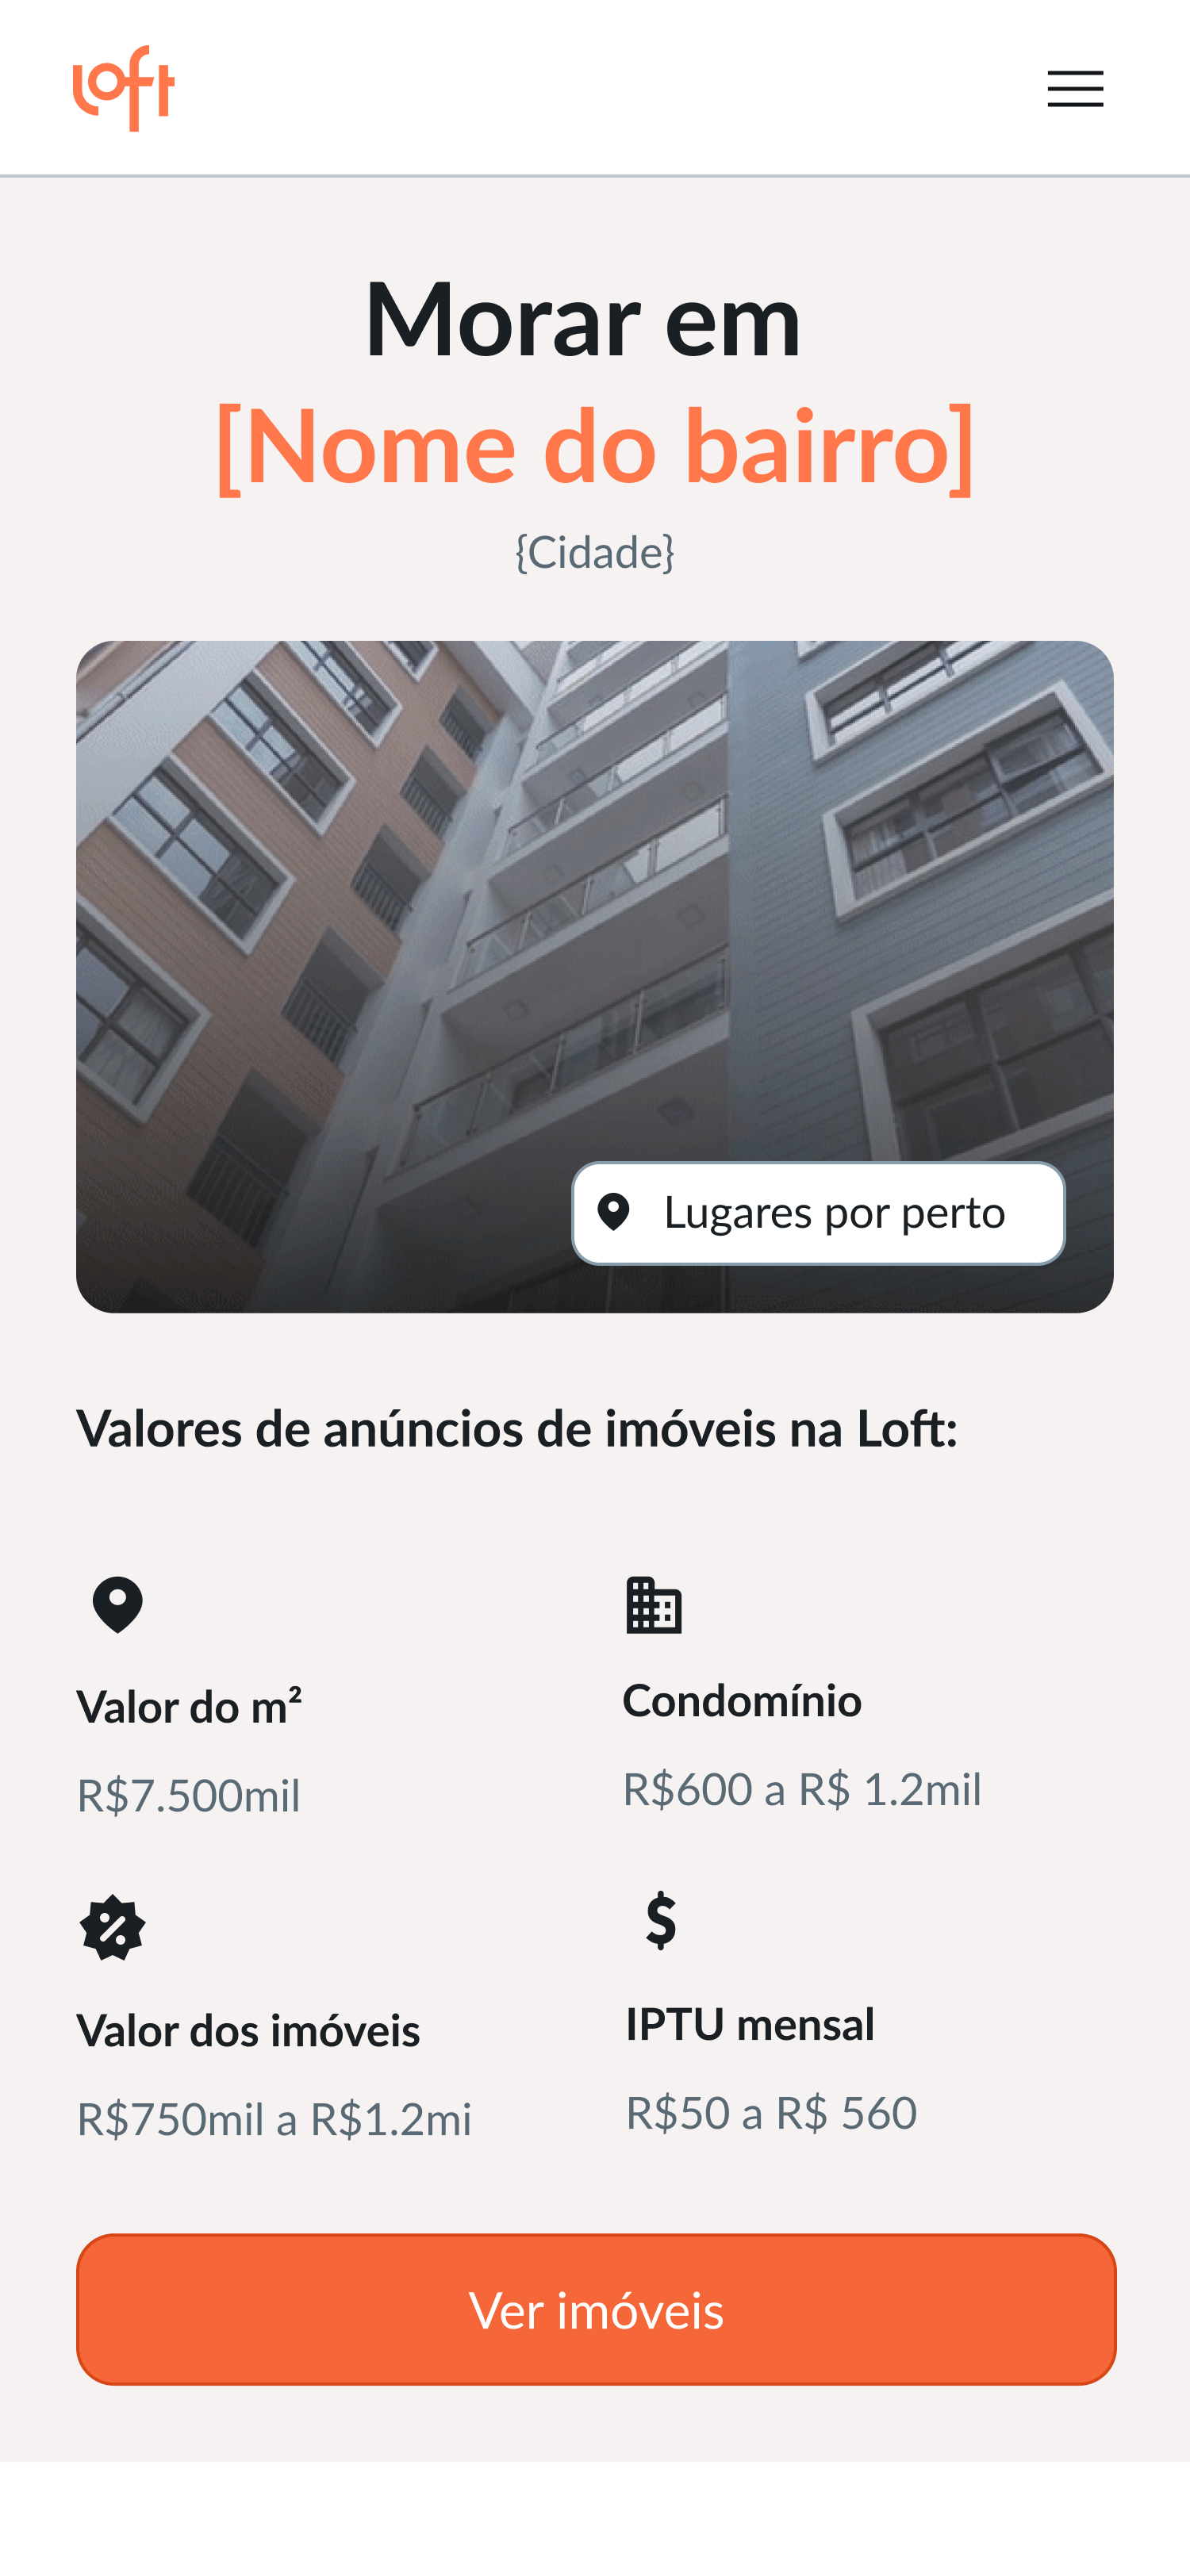 Loft
Morar em
[Nome do bairro]
{Cidade}
Lugares por perto
Valores de anúncios de imóveis na Loft:
Valor do m²
R$7.500mil
Condomínio
R$600 a R$ 1.2mil
Valor dos imóveis
R$750mil a R$1.2mi
IPTU mensal
R$50 a R$ 560
Ver imóveis